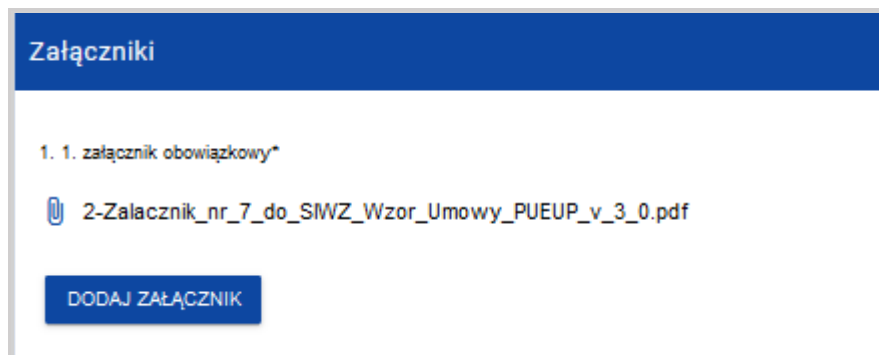 Załączniki
1. 1. załącznik obowiązkowy*
2-Zalacznik_nr_7_do_SIWZ_Wzor_Umowy_PUEUP_v_3_0.pdf
DODAJ ZAŁĄCZNIK